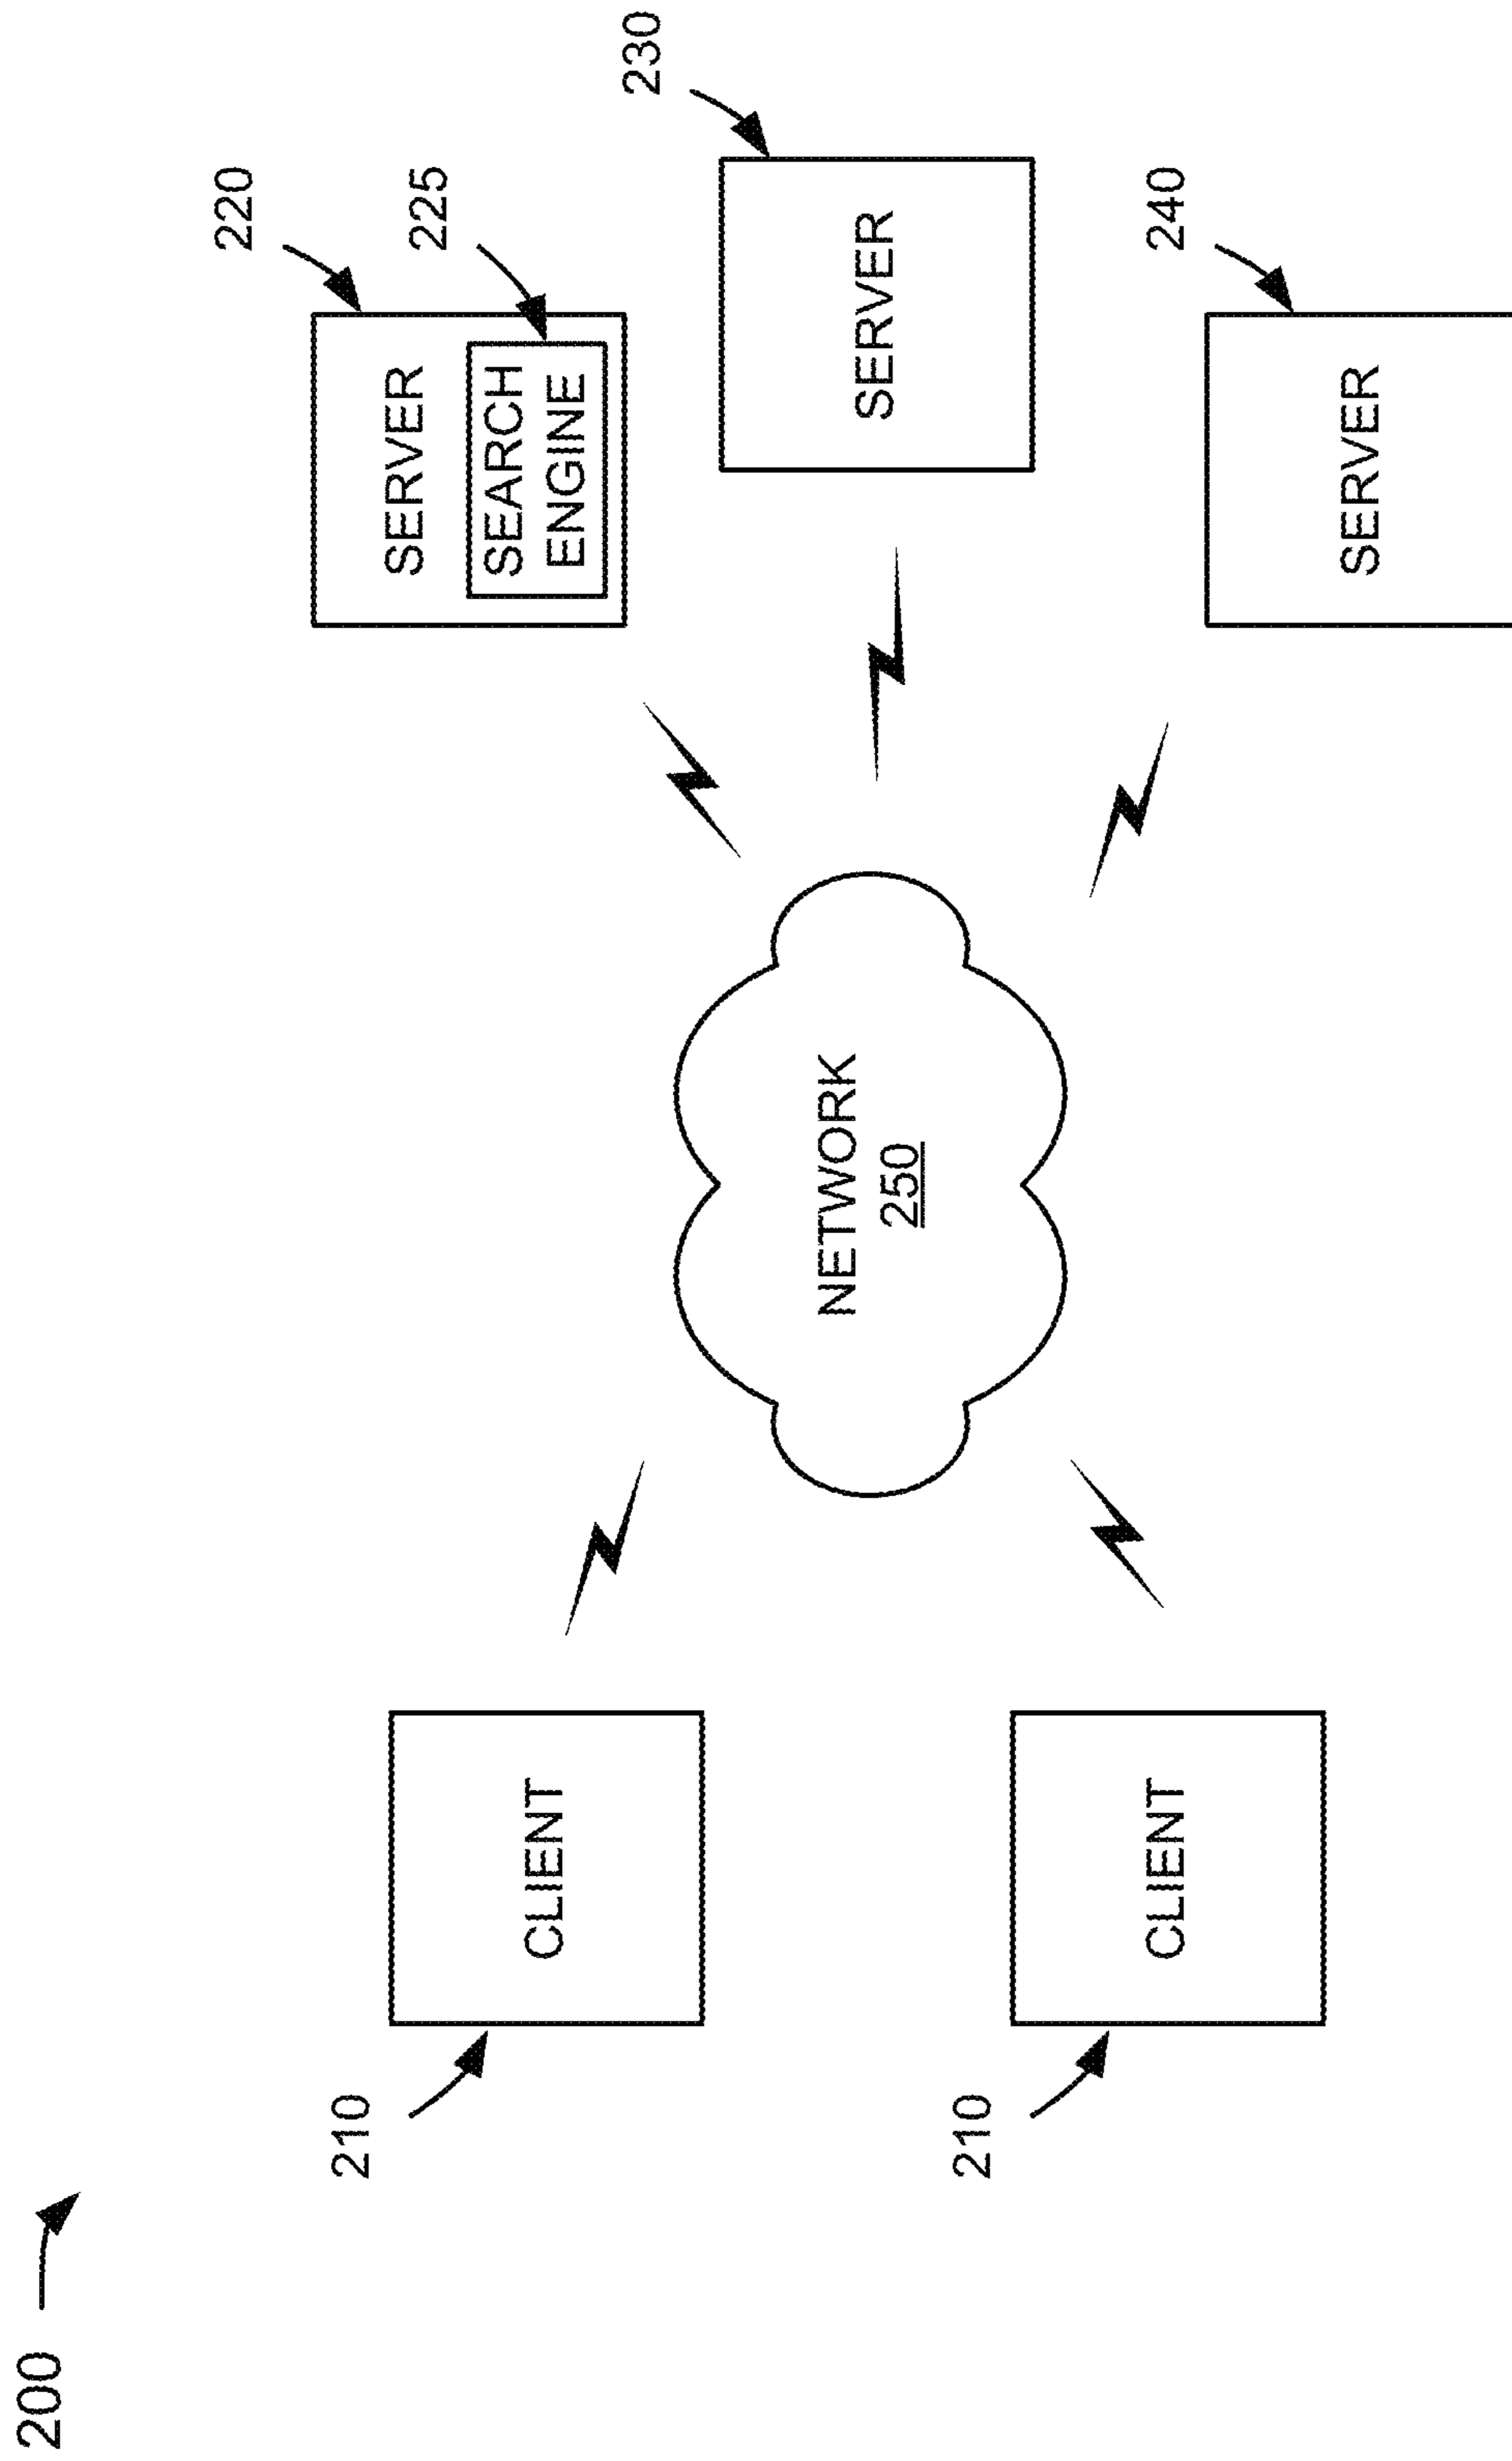 200
210
CLIENT
210
CLIENT
NETWORK
250
220
SERVER
225
SEARCH
ENGINE
230
SERVER
240
SERVER